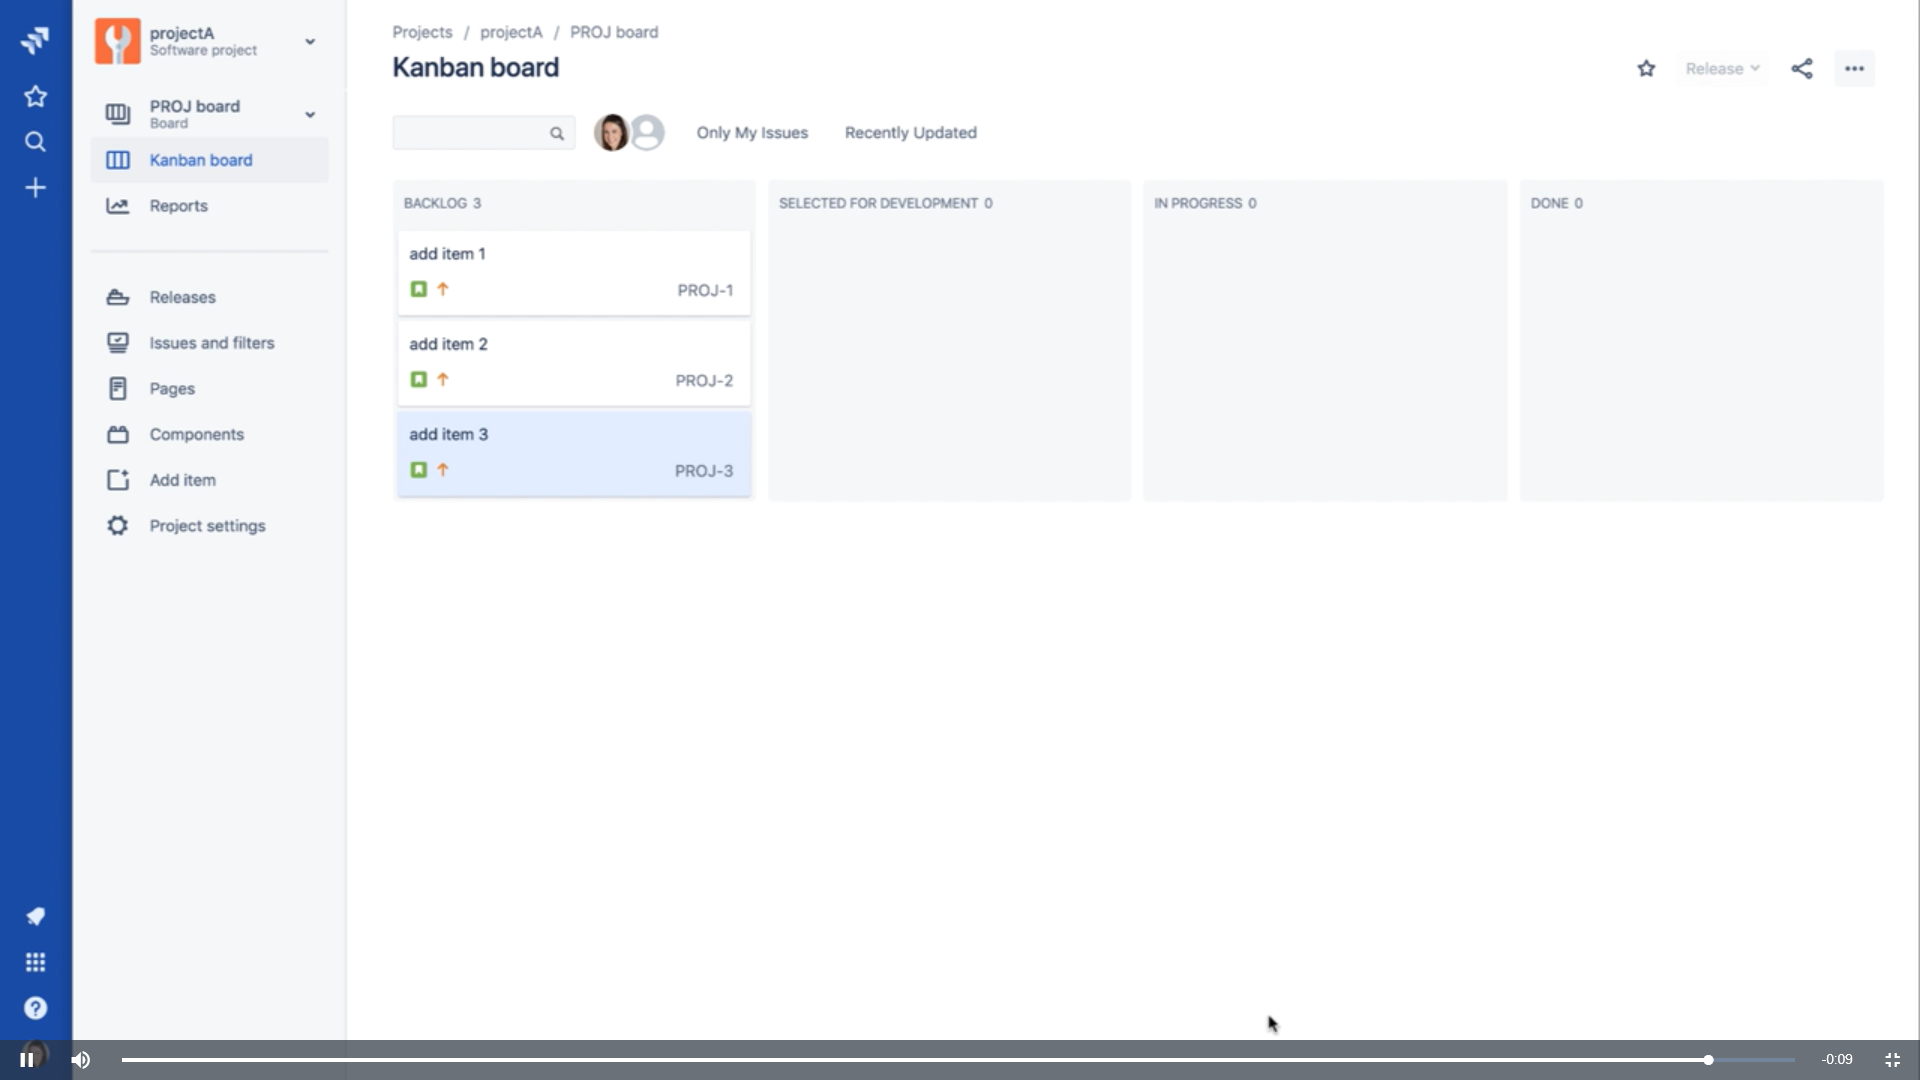 projectA
Software project
PROJ board
Board
Kanban board
Reports
Releases
Issues and filters
Pages
Components
Add item
Project settings
Projects / projectA / PROJ board
Kanban board
Release
Only My Issues
Recently Updated
BACKLOG 3
add item 1
PROJ-1
add item 2
PROJ-2
add item 3
PROJ-3
SELECTED FOR DEVELOPMENT 0
IN PROGRESS 0
DONE 0
-0:09